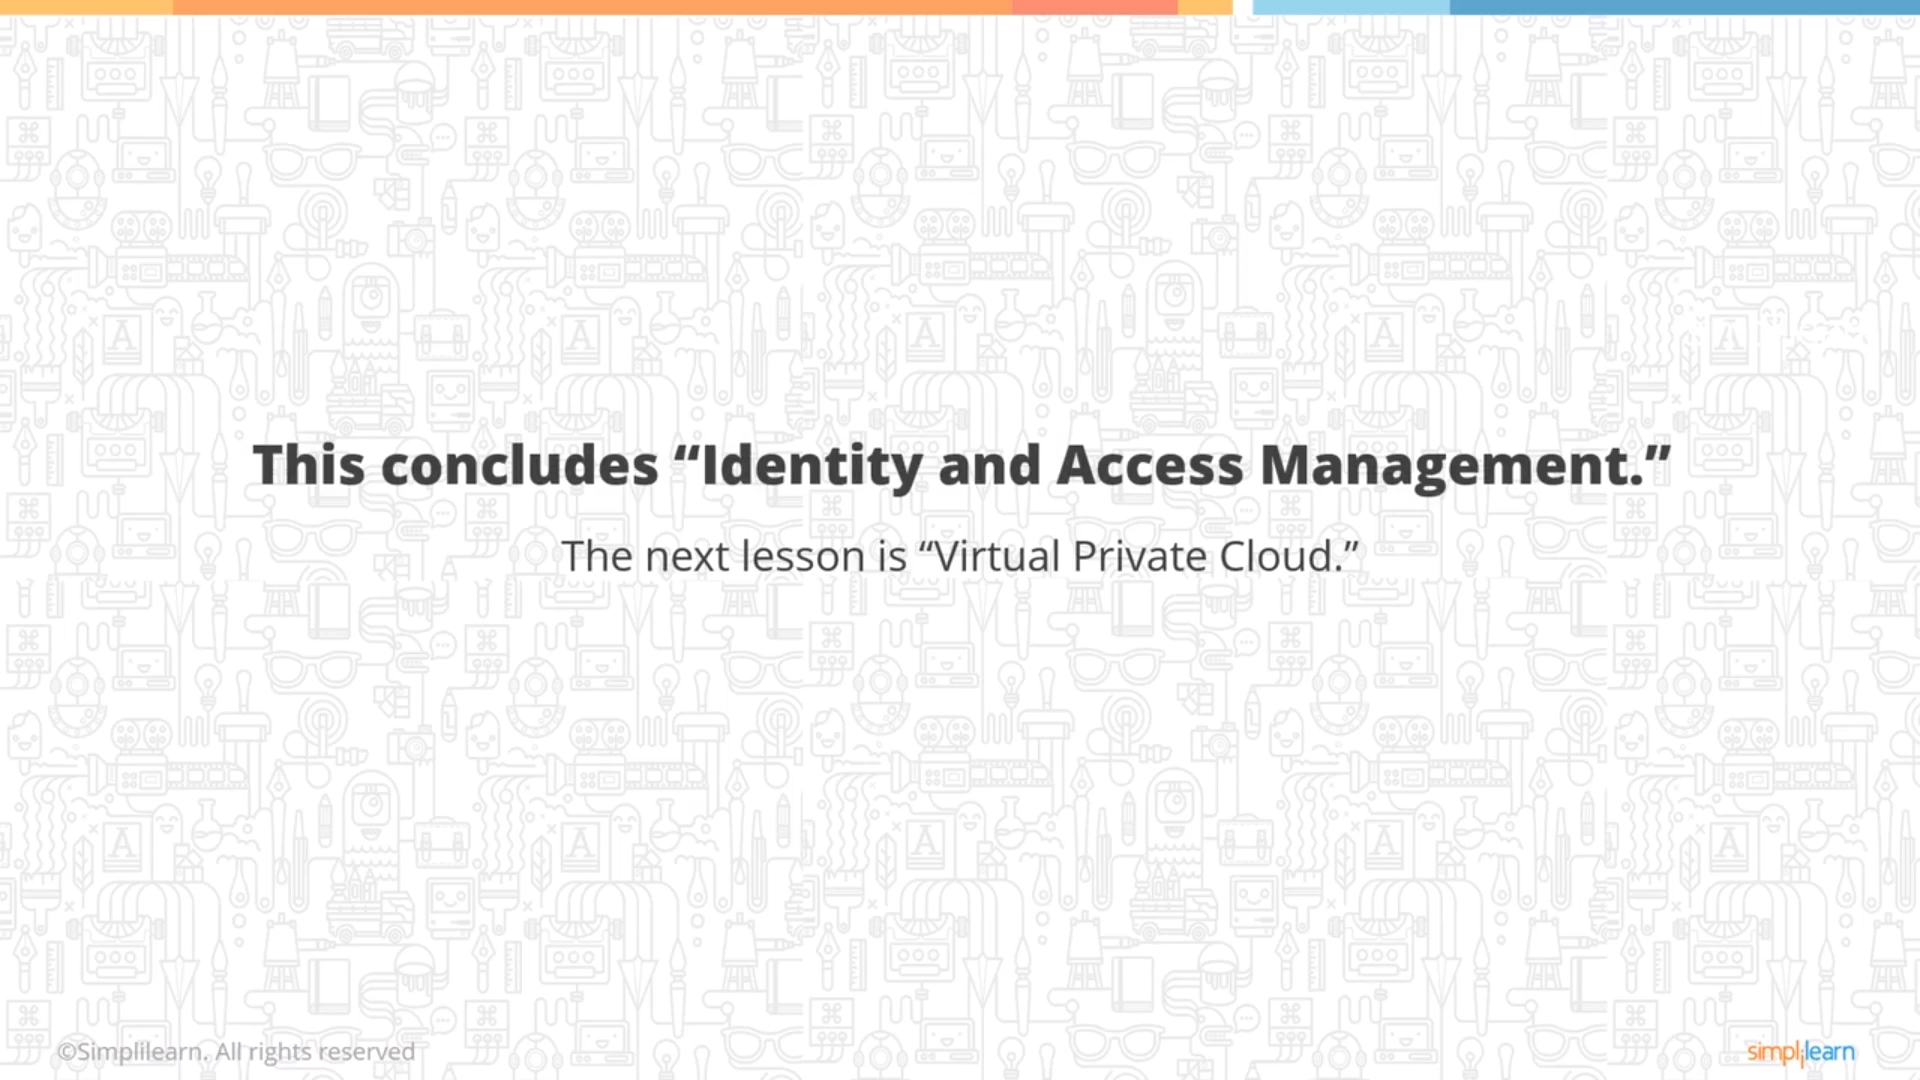 This concludes “Identity and Access Management.”
The next lesson is “Virtual Private Cloud.”
©Simplilearn. All rights reserved
simplilearn